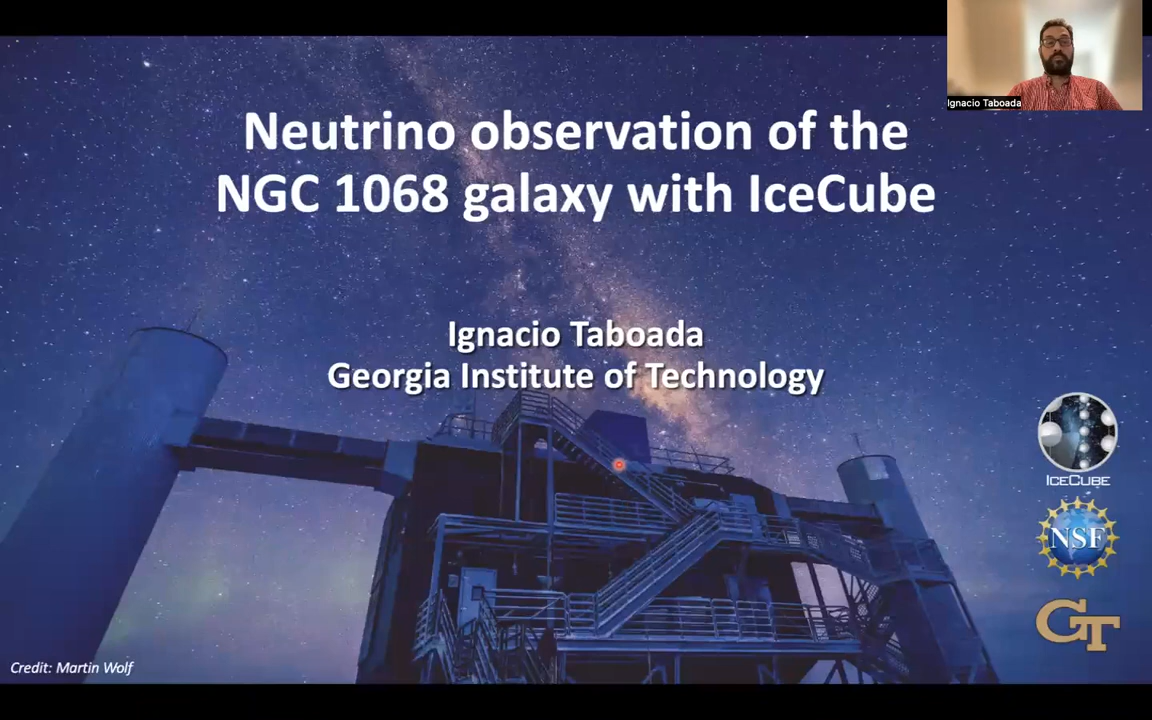 Neutrino observation of the
NGC 1068 galaxy with IceCube
Ignacio Taboada
Ignacio Taboada
Georgia Institute of Technology
ICECUBE
NSF
GT
Credit: Martin Wolf